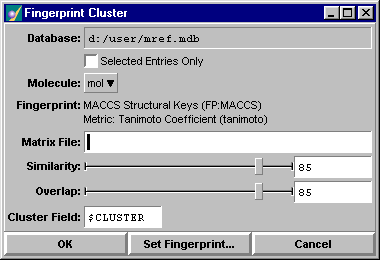 Fingerprint Cluster
Database: d:/user/mref.mdb
Selected Entries Only
Molecule: mol
Fingerprint: MACCS Structural Keys (FP:MACCS)
Metric: Tanimoto Coefficient (tanimoto)
Matrix File:
Similarity: 85
Overlap: 85
Cluster Field: $CLUSTER
OK Set Fingerprint... Cancel